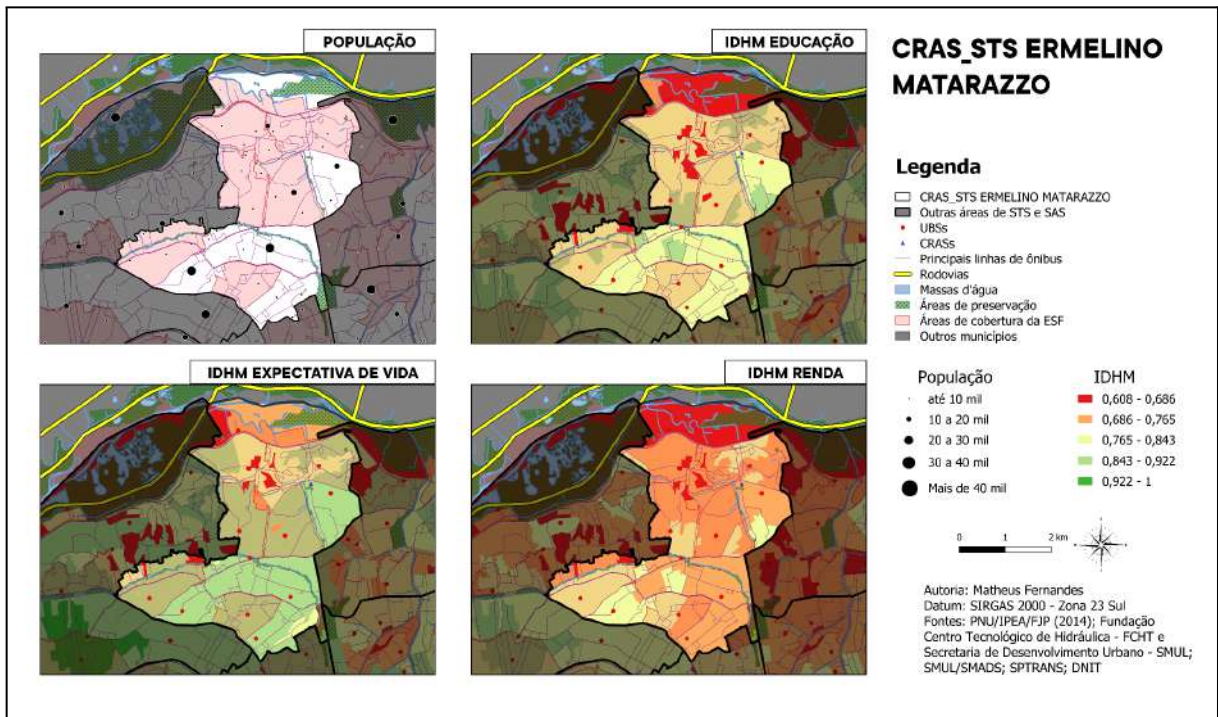 POPULAÇÃO
IDHM EDUCAÇÃO
IDHM EXPECTATIVA DE VIDA
IDHM RENDA
CRAS_STS ERMELINO
MATARAZZO
Legenda
CRAS_STS ERMELINO MATARAZZO
Outras áreas de STS e SAS
UBSs
CRASs
Principais linhas de ônibus
Rodovias
Massas d'água
Áreas de preservação
Áreas de cobertura da ESF
Outros municípios
População
até 10 mil
10 a 20 mil
20 a 30 mil
30 a 40 mil
Mais de 40 mil
IDHM
0,608 - 0,686
0,686 - 0,765
0,765 - 0,843
0,843 - 0,922
0,922 - 1
0 1 2 km
Autoria: Matheus Fernandes
Datum: SIRGAS 2000 - Zona 23 Sul
Fontes: PNU/IPEA/FJP (2014); Fundação
Centro Tecnológico de Hidráulica - FCHT e
Secretaria de Desenvolvimento Urbano - SMUL;
SMUL/SMADS; SPTRANS; DNIT